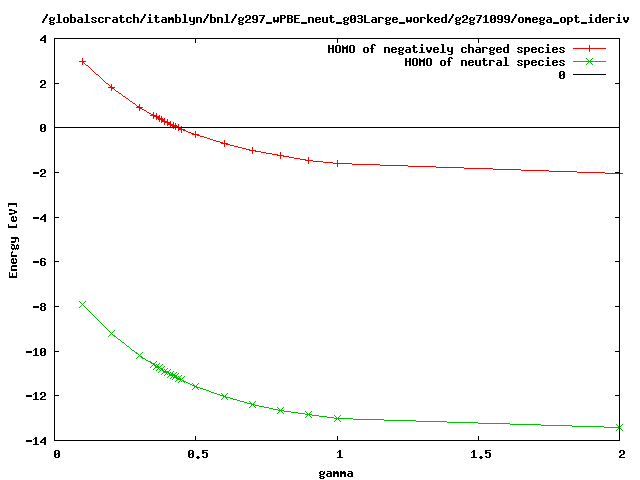 /globalscratch/itamblyn/bnl/g297_wPBE_neut_g03Large_worked/g2g71099/omega_opt_ideriv
HOMO of negatively charged species
HOMO of neutral species
0
4
2
0
-2
-4
-6
-8
-10
-12
-14
Energy [eV]
0 0.5 1 1.5 2
gamma